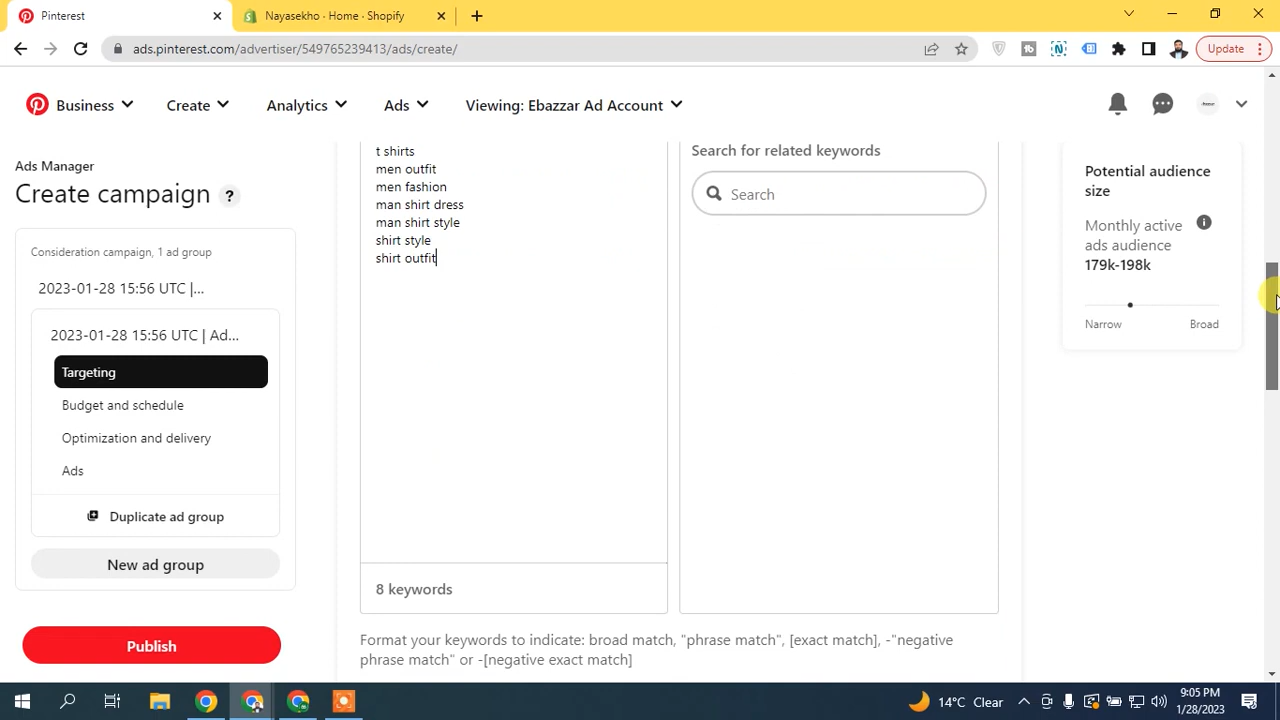 Pinterest
Nayasekho - Home - Shopify
ads.pinterest.com/advertiser/549765239413/ads/create/
Update
Business
Create
Analytics
Ads
Viewing: Ebazzar Ad Account
Ads Manager
Create campaign
?
Consideration campaign, 1 ad group
2023-01-28 15:56 UTC |...
2023-01-28 15:56 UTC | Ad...
Targeting
Budget and schedule
Optimization and delivery
Ads
Duplicate ad group
New ad group
Publish
t shirts
men outfit
men fashion
man shirt dress
man shirt style
shirt style
shirt outfit
8 keywords
Search for related keywords
Search
Format your keywords to indicate: broad match, "phrase match", [exact match], -"negative
phrase match" or -[negative exact match]
Potential audience
size
Monthly active
ads audience
179k-198k
Narrow
Broad
14°C Clear
9:05 PM
1/28/2023